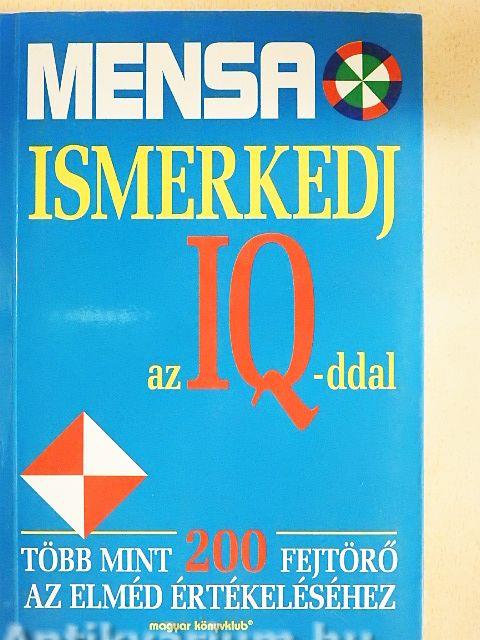 MENSA
ISMERKEDJ
az IQ-ddal
TÖBB MINT 200 FEJTÖRŐ
AZ ELMÉD ÉRTÉKELÉSÉHEZ
magyar könyvklub®